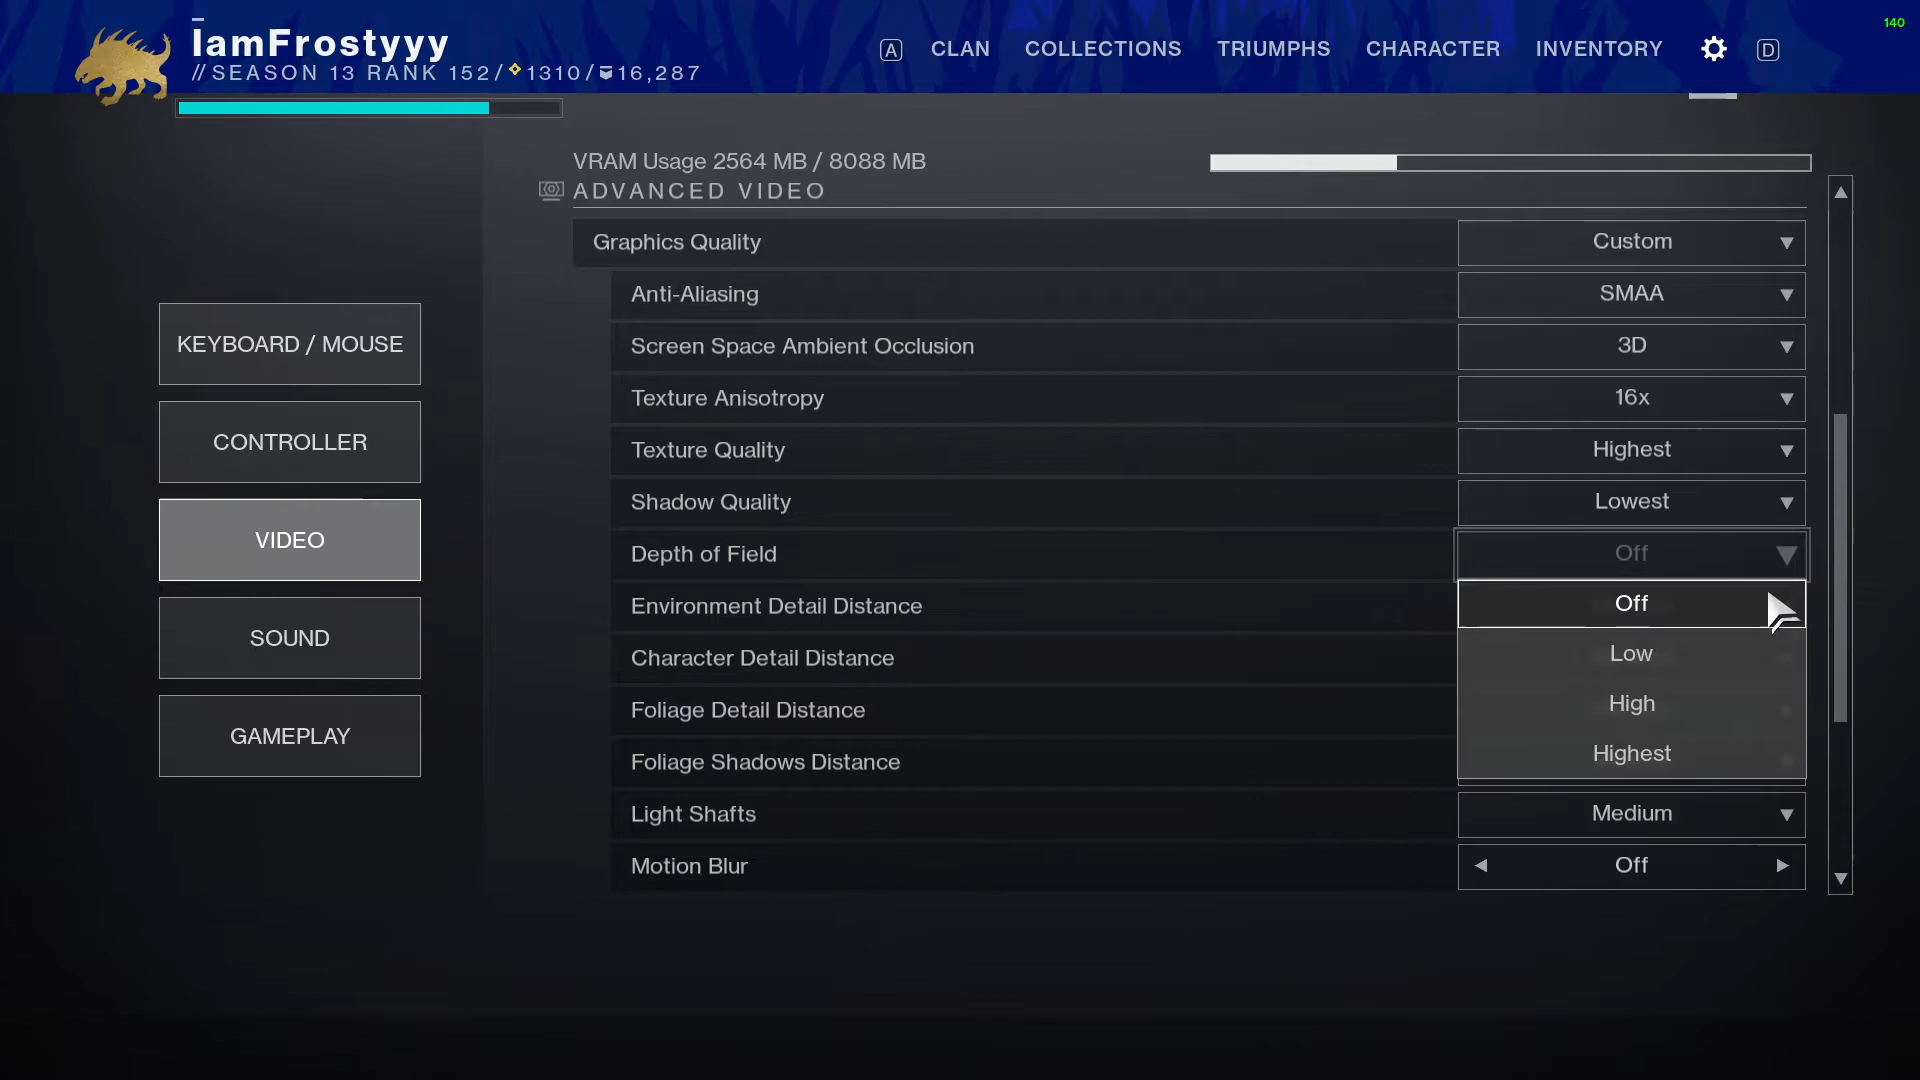 140
IamFrostyyy
// SEASON 13 RANK 152 / 1310 / 16,287
A CLAN COLLECTIONS TRIUMPHS CHARACTER INVENTORY D
VRAM Usage 2564 MB / 8088 MB
ADVANCED VIDEO
Graphics Quality Custom
Anti-Aliasing SMAA
Screen Space Ambient Occlusion 3D
Texture Anisotropy 16x
Texture Quality Highest
Shadow Quality Lowest
Depth of Field Off
Environment Detail Distance Off
Character Detail Distance Low
Foliage Detail Distance High
Foliage Shadows Distance Highest
Light Shafts Medium
Motion Blur Off
KEYBOARD / MOUSE
CONTROLLER
VIDEO
SOUND
GAMEPLAY